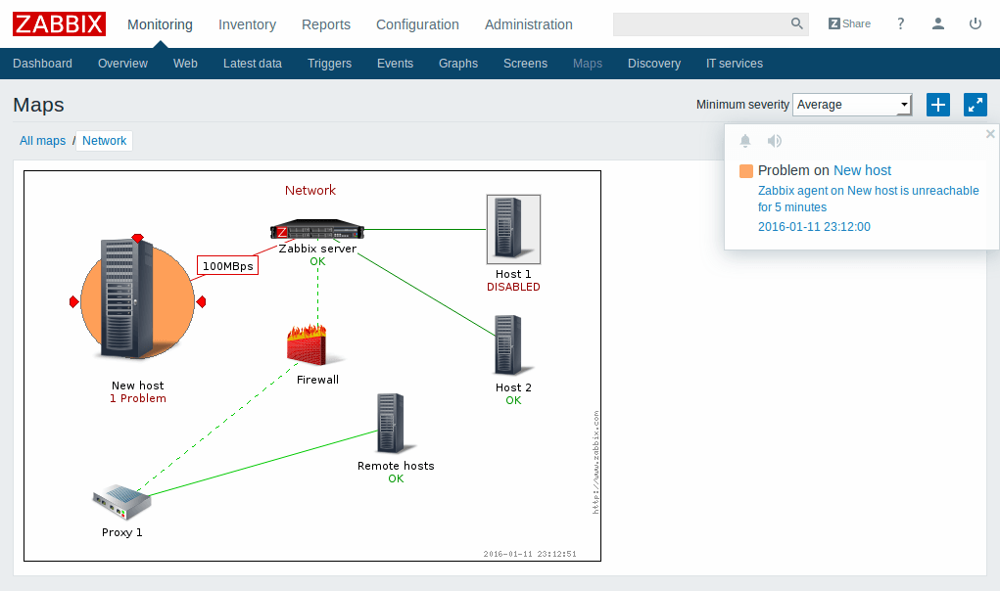 ZABBIX
Monitoring Inventory Reports Configuration Administration
Z Share ?
Dashboard Overview Web Latest data Triggers Events Graphs Screens Maps Discovery IT services
Maps
Minimum severity Average
All maps / Network
Problem on New host
Zabbix agent on New host is unreachable
for 5 minutes
2016-01-11 23:12:00
Network
Z
Zabbix server
OK
100MBps
Host 1
DISABLED
New host
1 Problem
Firewall
Host 2
OK
Remote hosts
OK
Proxy 1
http://www.zabbix.com
2016-01-11 23:12:51